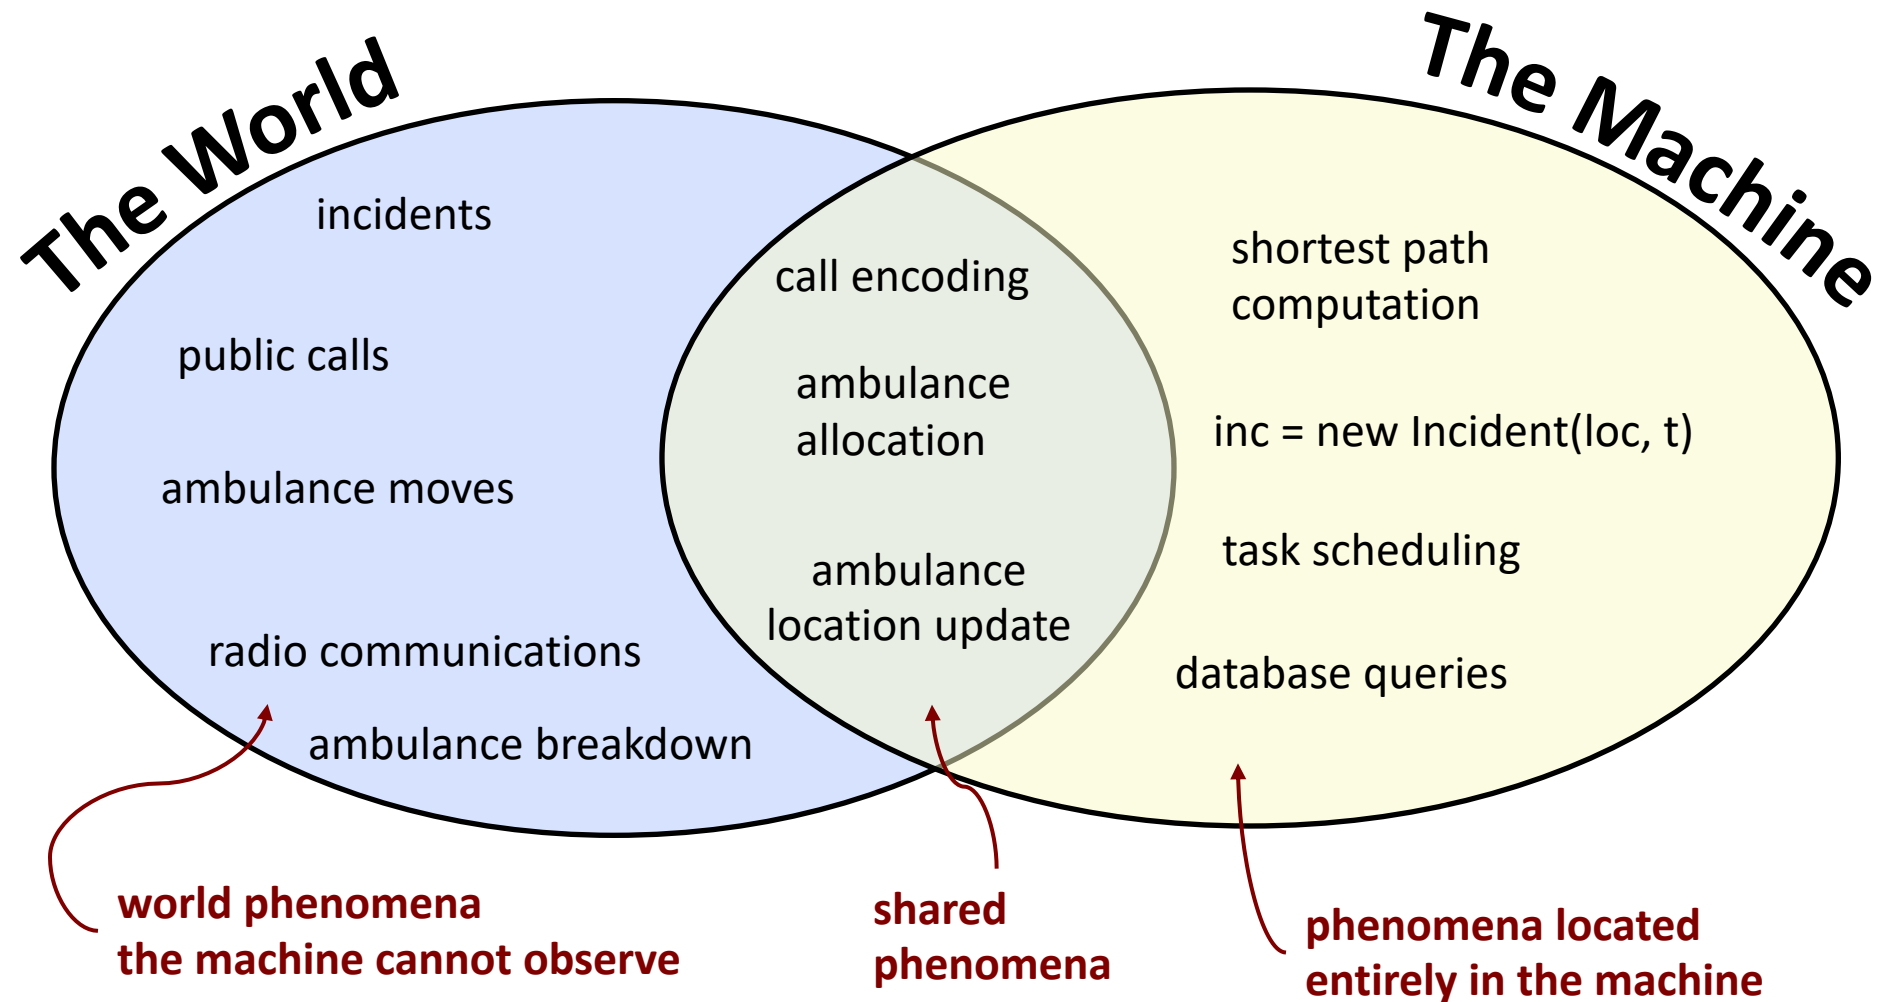 The World
The Machine
incidents
public calls
ambulance moves
radio communications
ambulance breakdown
call encoding
ambulance
allocation
ambulance
location update
shortest path
computation
inc = new Incident(loc, t)
task scheduling
database queries
world phenomena
the machine cannot observe
shared
phenomena
phenomena located
entirely in the machine